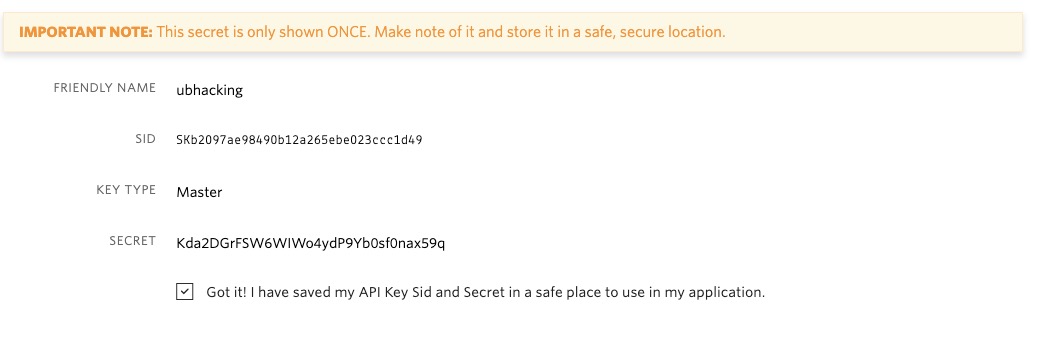 IMPORTANT NOTE: This secret is only shown ONCE. Make note of it and store it in a safe, secure location.
FRIENDLY NAME ubhacking
SID SKb2097ae98490b12a265ebe023ccc1d49
KEY TYPE Master
SECRET Kda2DGrFSW6WIWo4ydP9Yb0sf0nax59q
Got it! I have saved my API Key Sid and Secret in a safe place to use in my application.